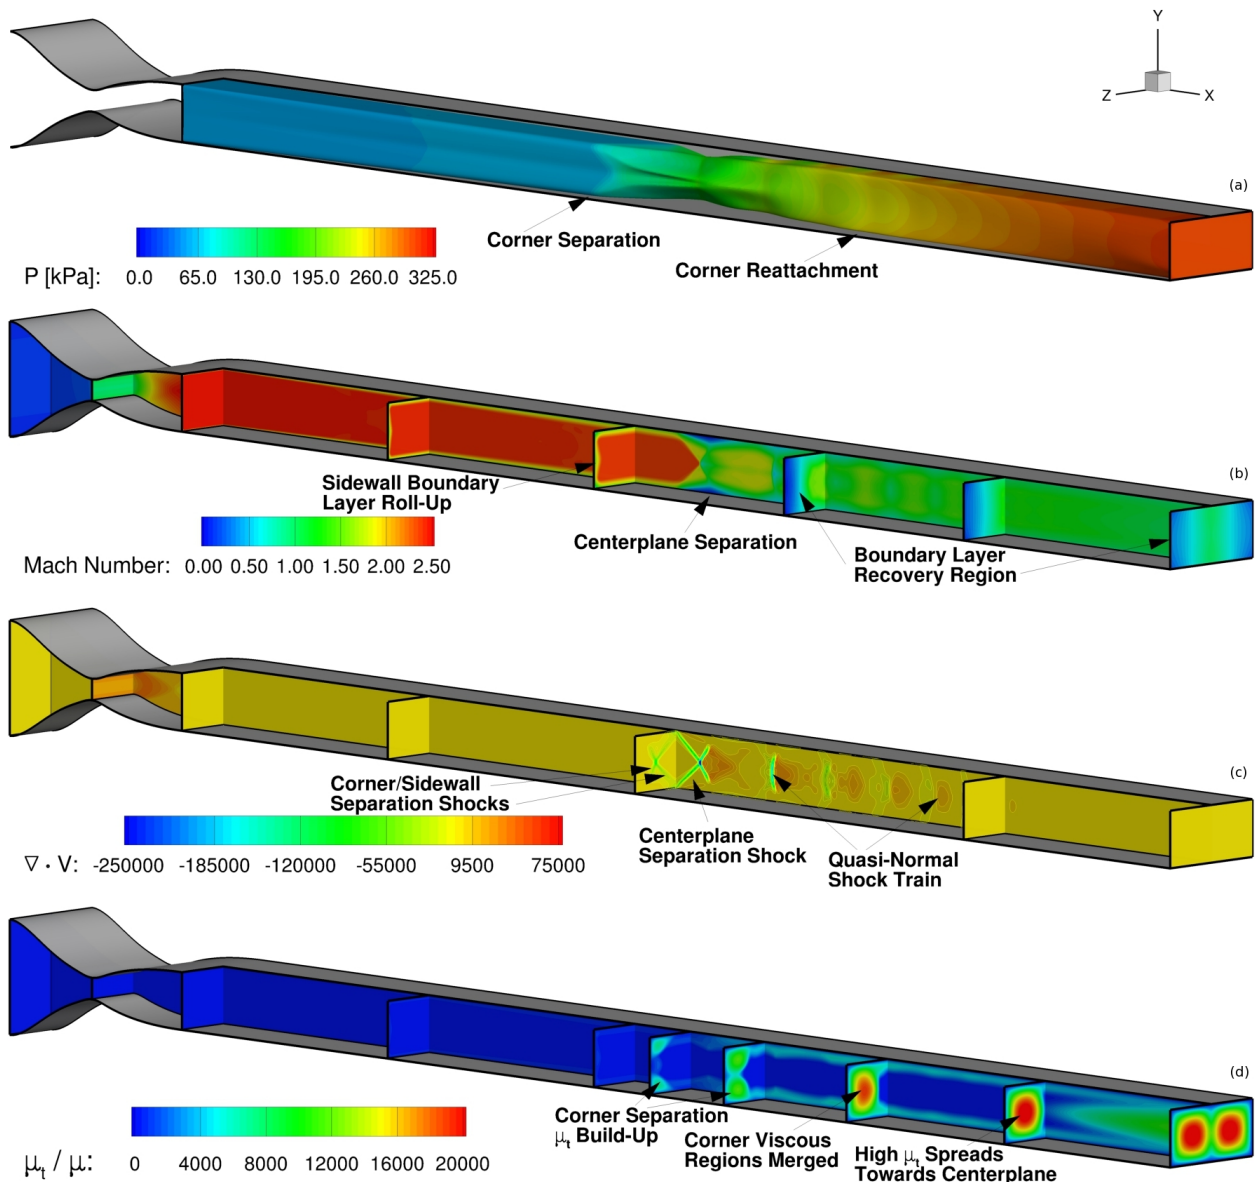 Y
Z
X
(a)
Corner Separation
Corner Reattachment
P [kPa]:
0.0 65.0 130.0 195.0 260.0 325.0
(b)
Sidewall Boundary
Layer Roll-Up
Centerplane Separation
Boundary Layer
Recovery Region
Mach Number:
0.00 0.50 1.00 1.50 2.00 2.50
(c)
Corner/Sidewall
Separation Shocks
Centerplane
Separation Shock
Quasi-Normal
Shock Train
∇ · V:
-250000 -185000 -120000 -55000 9500 75000
(d)
Corner Separation
μt Build-Up
Corner Viscous
Regions Merged
High μt Spreads
Towards Centerplane
μt / μ:
0 4000 8000 12000 16000 20000